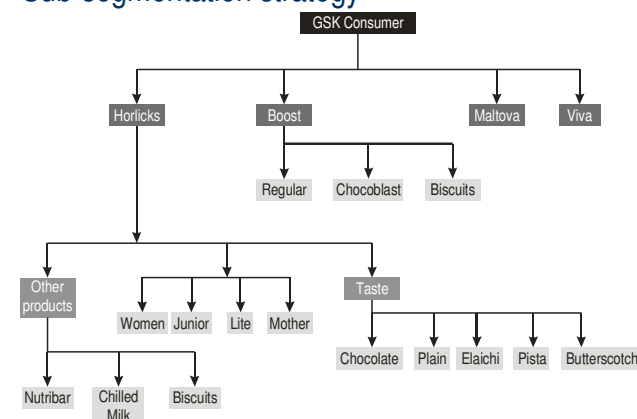 Sub-segmentation strategy
GSK Consumer
Horlicks Boost Maltova Viva
Regular Chocoblast Biscuits
Other
products
Taste
Women Junior Lite Mother
Chocolate Plain Elaichi Pista Butterscotch
Nutribar Chilled
Milk
Biscuits